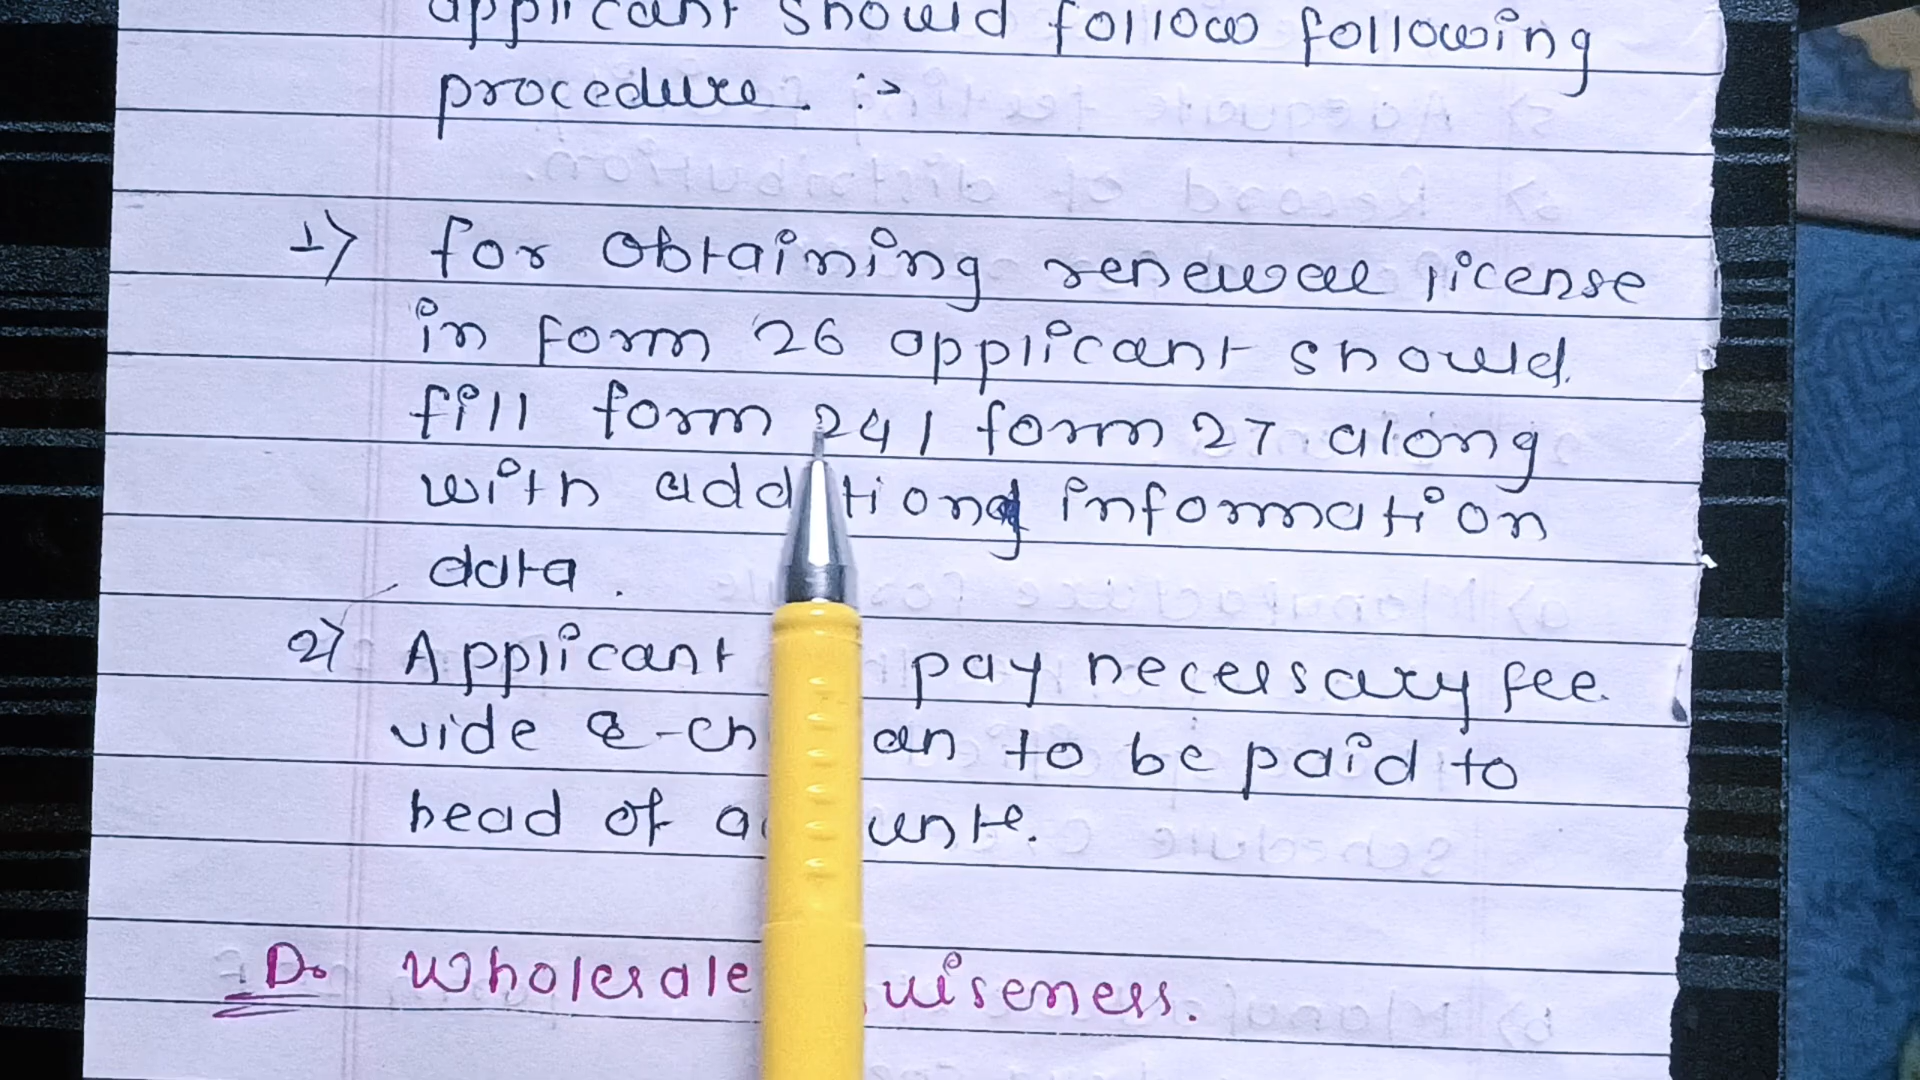 applicant should follow following
procedure. :->
1) for obtaining renewal license
in form 26 applicant should
fill form 24 / form 27 along
with additional information
data.
2) Applicant pay necessary fee
vide e-ch an to be paid to
head of a unts.
D. Wholesale uiseness.